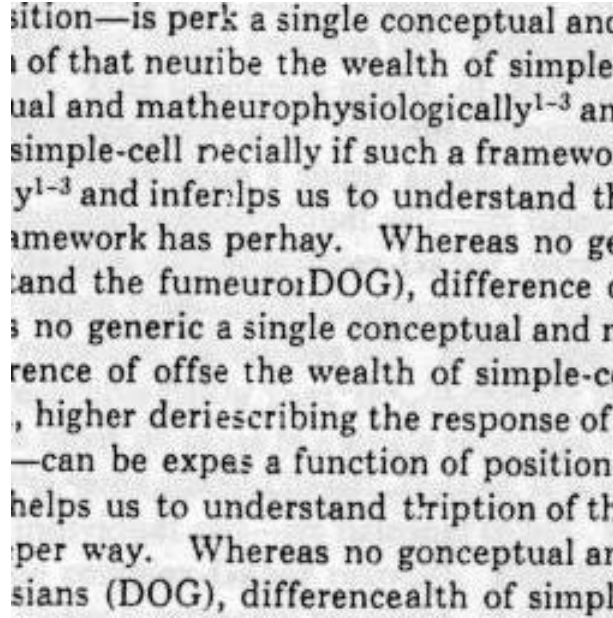 sition—is perk a single conceptual and
of that neuribe the wealth of simple
ual and matheurophysiologically¹⁻³ an
simple-cell necially if such a framewo
y¹⁻³ and inferlps us to understand th
amework has perhay. Whereas no ge
tand the fumeuroiDOG), difference o
s no generic a single conceptual and m
rence of offse the wealth of simple-ce
, higher deriescribing the response of
—can be expes a function of position
helps us to understand thription of th
per way. Whereas no gonceptual an
sians (DOG), differencealth of simpl